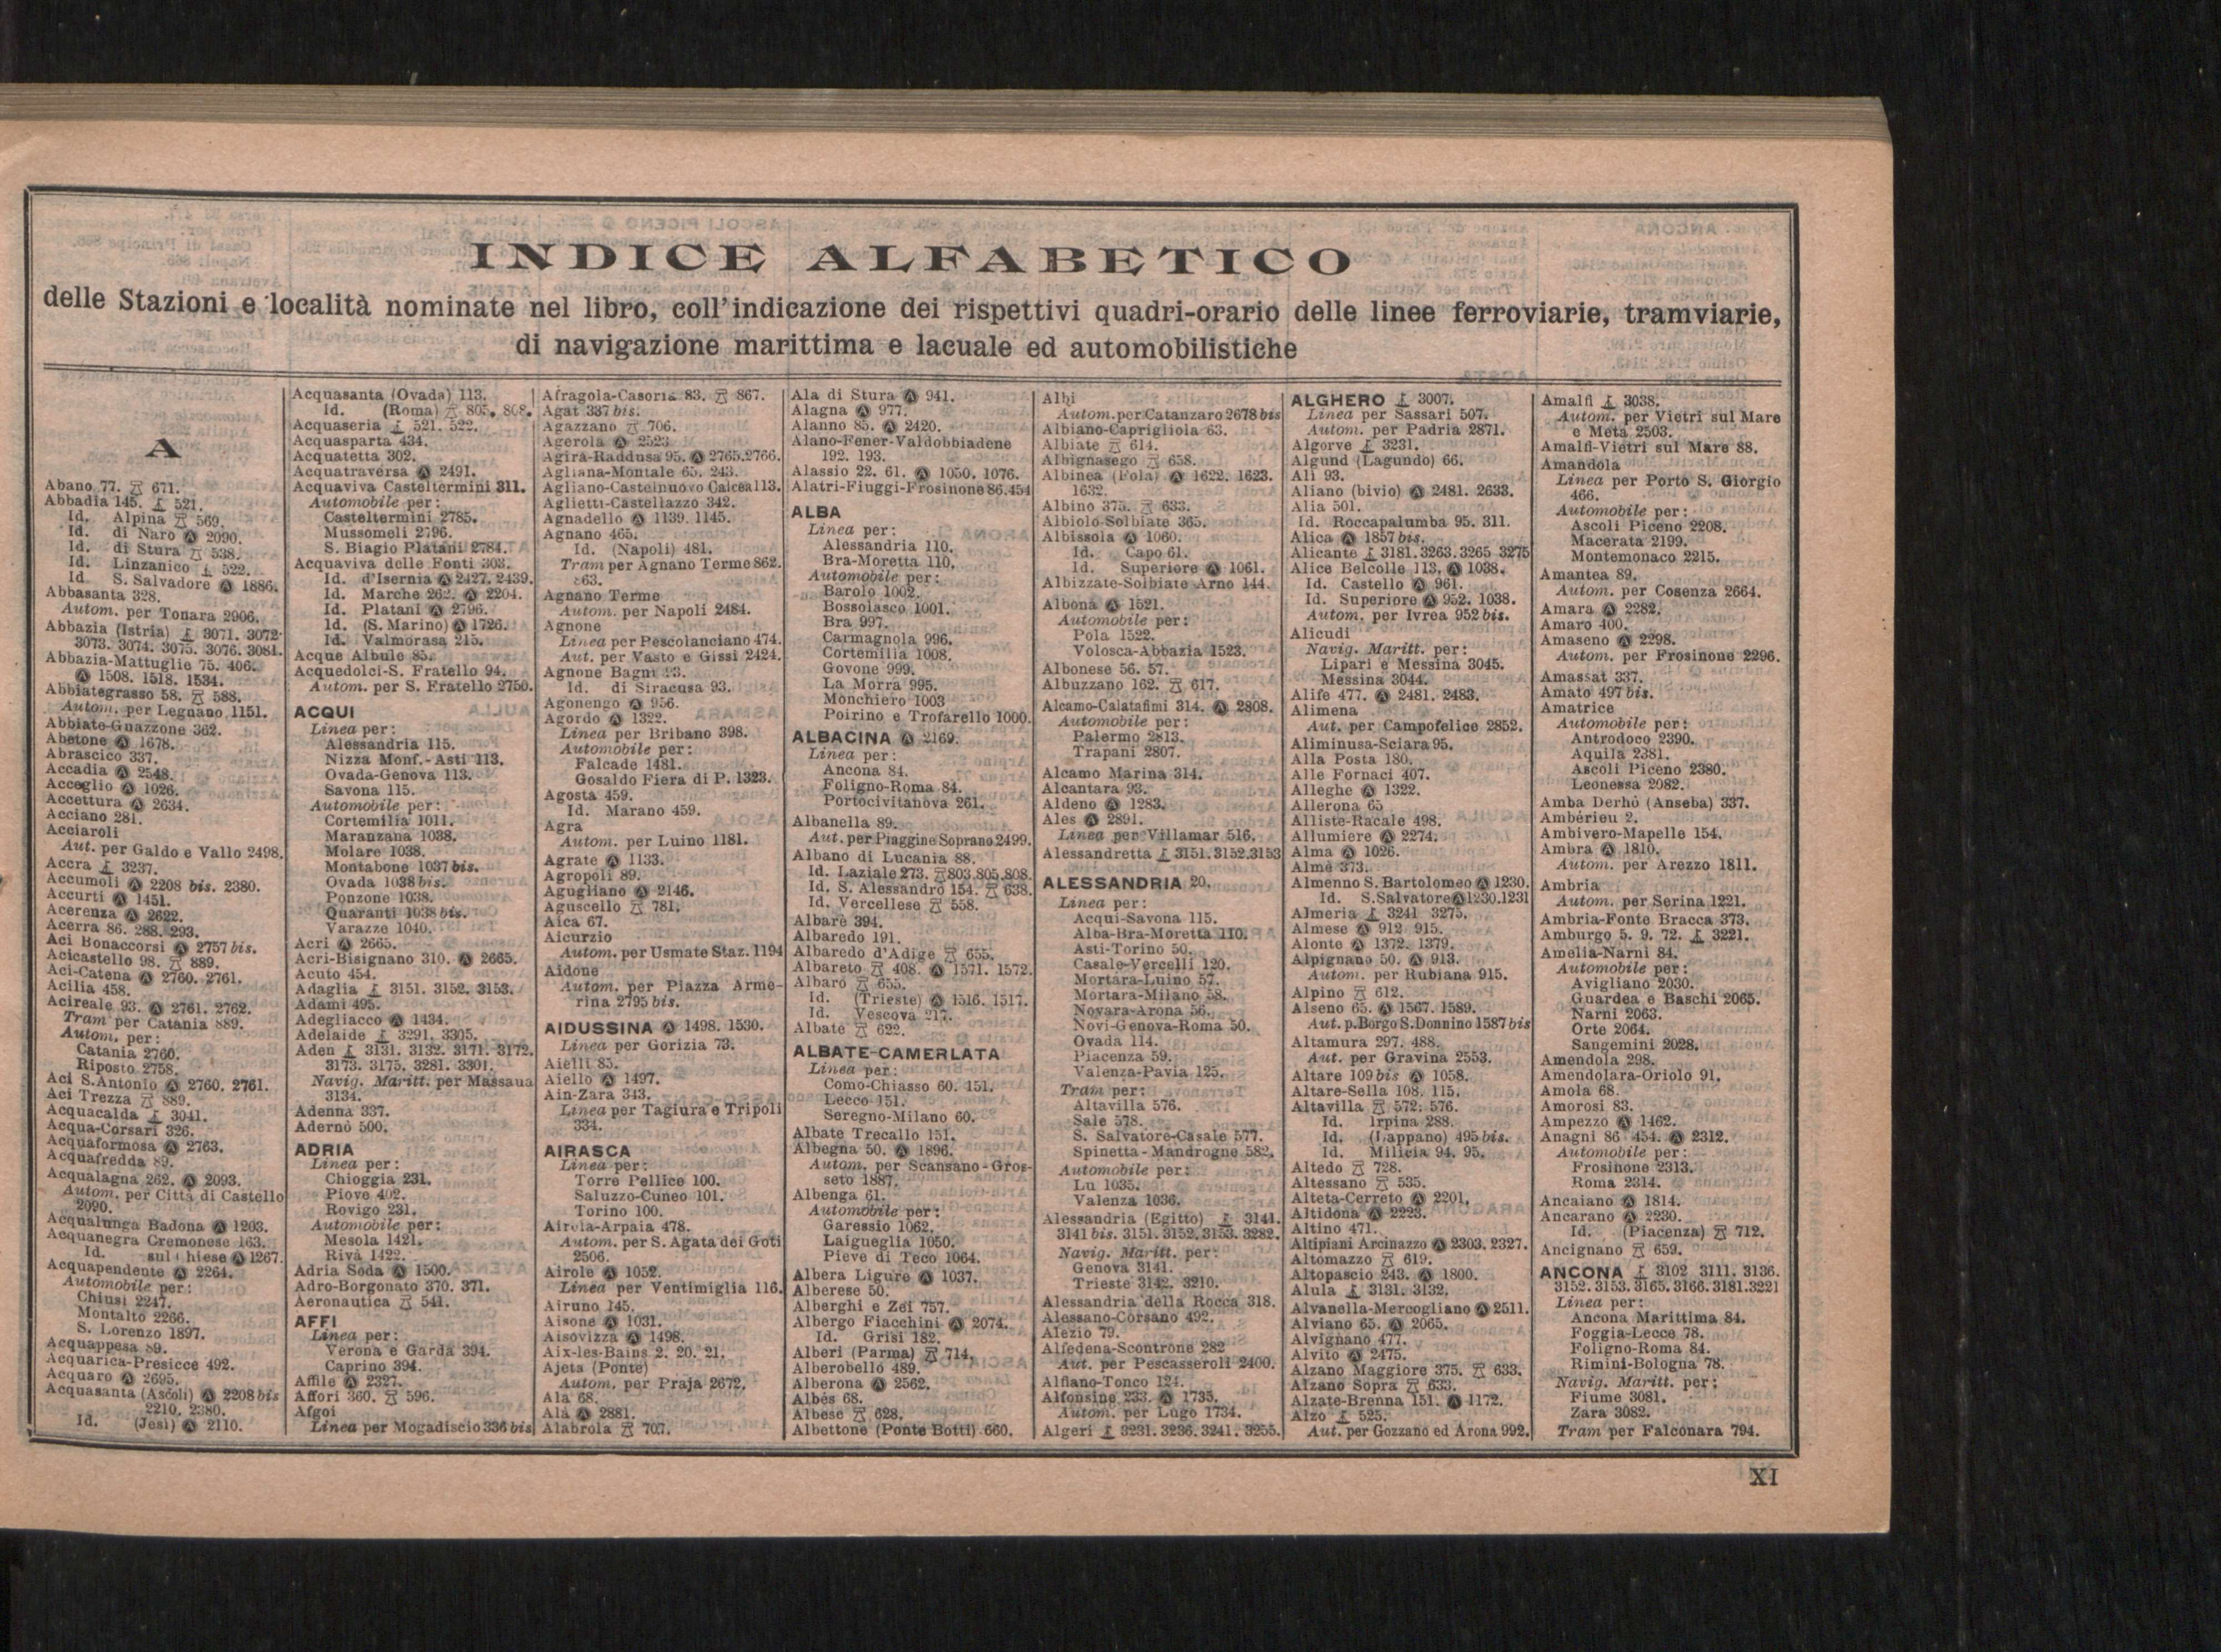 INDICE ALFABETICO
delle Stazioni e località nominate nel libro, coll'indicazione dei rispettivi quadri-orario delle linee ferroviarie, tramviarie,
di navigazione marittima e lacuale ed automobilistiche
A
Abano 77. 671.
Abbadia 145. 521.
Id. Alpina 569.
Id. di Naro 2090.
Id. di Stura 538.
Id. Linzanico 522.
Id S. Salvadore 1886.
Abbasanta 328.
Autom. per Tonara 2906.
Abbazia (Istria) 3071. 3072.
3073. 3074. 3075. 3076. 3081.
Abbazia-Mattuglie 75. 406.
1508. 1518. 1534.
Abbiategrasso 58. 588.
Autom. per Legnano 1151.
Abbiate-Guazzone 362.
Abetone 1678.
Abrascico 337.
Accadia 2548.
Acceglio 1026.
Accettura 2634.
Acciano 281.
Acciaroli
Aut. per Galdo e Vallo 2498.
Accra 3237.
Accumoli 2208 bis. 2380.
Accurti 1451.
Acerenza 2622.
Acerra 86. 288. 293.
Aci Bonaccorsi 2757 bis.
Acicastello 98. 889.
Aci-Catena 2760. 2761.
Acilia 458.
Acireale 93. 2761. 2762.
Tram per Catania 889.
Autom. per:
Catania 2760.
Riposto 2758.
Aci S.Antonio 2760. 2761.
Aci Trezza 889.
Acquacalda 3041.
Acqua-Corsari 326.
Acquaformosa 2763.
Acquafredda 89.
Acqualagna 262. 2093.
Autom. per Città di Castello
2090.
Acqualunga Badona 1203.
Acquanegra Cremonese 163.
Id. sul Chiese 1267.
Acquapendente 2264.
Automobile per:
Chiusi 2247.
Montalto 2266.
S. Lorenzo 1897.
Acquappesa 89.
Acquarica-Presicce 492.
Acquaro 2695.
Acquasanta (Ascoli) 2208 bis
2210. 2380.
Id. (Jesi) 2110.
Acquasanta (Ovada) 113.
Id. (Roma) 805. 808.
Acquaseria 521. 522.
Acquasparta 434.
Acquatetta 302.
Acquatraversa 2491.
Acquaviva Casteltermini 311.
Automobile per:
Casteltermini 2785.
Mussomeli 2796.
S. Biagio Platani 2784.
Acquaviva delle Fonti 303.
Id. d'Isernia 2427. 2439.
Id. Marche 262. 2204.
Id. Platani 2796.
Id. (S. Marino) 1726.
Id. Valmorasa 215.
Acque Albule 85.
Acquedolci-S. Fratello 94.
Autom. per S. Fratello 2750.
ACQUI
Linea per:
Alessandria 115.
Nizza Monf.-Asti 113.
Ovada-Genova 113.
Savona 115.
Automobile per:
Cortemilia 1011.
Maranzana 1038.
Molare 1038.
Montabone 1037 bis.
Ovada 1038 bis.
Ponzone 1038.
Quaranti 1038 bis.
Varazze 1040.
Acri 2665.
Acri-Bisignano 310. 2665.
Acuto 454.
Adaglia 3151. 3152. 3153.
Adami 495.
Adegliacco 1434.
Adelaide 3291. 3305.
Aden 3131. 3132. 3171. 3172.
3173. 3175. 3281. 3301.
Navig. Maritt. per Massaua
3134.
Adenna 337.
Adernò 500.
ADRIA
Linea per:
Chioggia 231.
Piove 402.
Rovigo 231.
Automobile per:
Mesola 1421.
Rivà 1422.
Adria Soda 1500.
Adro-Borgonato 370. 371.
Aeronautica 541.
AFFI
Linea per:
Verona e Garda 394.
Caprino 394.
Affile 2327.
Affori 360. 596.
Afgoi
Linea per Mogadiscio 336 bis
Afragola-Casoria 83. 867.
Agat 337 bis.
Agazzano 706.
Agerola 2523
Agira-Raddusa 95. 2765.2766.
Agliana-Montale 65. 243.
Agliano-Castelnuovo Calcea 113.
Aglietti-Castellazzo 342.
Agnadello 1139. 1145.
Agnano 465.
Id. (Napoli) 481.
Tram per Agnano Terme 862.
863.
Agnano Terme
Autom. per Napoli 2484.
Agnone
Linea per Pescolanciano 474.
Aut. per Vasto e Gissi 2424.
Agnone Bagni 93.
Id. di Siracusa 93.
Agonengo 956.
Agordo 1322.
Linea per Bribano 398.
Automobile per:
Falcade 1481.
Gosaldo Fiera di P. 1323.
Agosta 459.
Id. Marano 459.
Agra
Autom. per Luino 1181.
Agrate 1133.
Agropoli 89.
Agugliano 2146.
Aguscello 781.
Aica 67.
Aicurzio
Autom. per Usmate Staz. 1194
Aidone
Autom. per Piazza Arme-
rina 2795 bis.
AIDUSSINA 1498. 1530.
Linea per Gorizia 73.
Aielli 85.
Aiello 1497.
Ain-Zara 343.
Linea per Tagiura e Tripoli
334.
AIRASCA
Linea per:
Torre Pellice 100.
Saluzzo-Cuneo 101.
Torino 100.
Airola-Arpaia 478.
Autom. per S. Agata dei Goti
2506.
Airole 1052.
Linea per Ventimiglia 116.
Airuno 145.
Aisone 1031.
Aisovizza 1498.
Aix-les-Bains 2. 20. 21.
Ajeta (Ponte)
Autom. per Praja 2672.
Ala 68.
Alà 2881.
Alabrola 707.
Ala di Stura 941.
Alagna 977.
Alanno 85. 2420.
Alano-Fener-Valdobbiadene
192. 193.
Alassio 22. 61. 1050. 1076.
Alatri-Fiuggi-Frosinone 86.454
ALBA
Linea per:
Alessandria 110.
Bra-Moretta 110.
Automobile per:
Barolo 1002.
Bossolasco 1001.
Bra 997.
Carmagnola 996.
Cortemilia 1008.
Govone 999.
La Morra 995.
Monchiero 1003
Poirino e Trofarello 1000.
ALBACINA 2169.
Linea per:
Ancona 84.
Foligno-Roma 84.
Portocivitanova 261.
Albanella 89.
Aut. per Piaggine Soprano 2499.
Albano di Lucania 88.
Id. Laziale 273. 803.805.808.
Id. S. Alessandro 154. 638.
Id. Vercellese 558.
Albare 394.
Albaredo 191.
Albaredo d'Adige 655.
Albareto 408. 1571. 1572.
Albaro 655.
Id. (Trieste) 1516. 1517.
Id. Vescova 217.
Albate 622.
ALBATE-CAMERLATA
Linea per:
Como-Chiasso 60. 151.
Lecco 151.
Seregno-Milano 60.
Albate Trecallo 151.
Albegna 50. 1896.
Autom. per Scansano-Gros-
seto 1887.
Albenga 61.
Automobile per:
Garessio 1062.
Laigueglia 1050.
Pieve di Teco 1064.
Albera Ligure 1037.
Alberese 50.
Alberghi e Zei 757.
Albergo Fiacchini 2074.
Id. Grisi 182.
Alberi (Parma) 714.
Alberobello 489.
Alberona 2562.
Albes 68.
Albese 628.
Albettone (Ponte Botti) 660.
Albi
Autom. per Catanzaro 2678 bis
Albiano-Caprigliola 63.
Albiate 614.
Albignasego 658.
Albinea (Fola) 1622. 1623.
1632.
Albino 375. 633.
Albiolo-Solbiate 365.
Albissola 1060.
Id. Capo 61.
Id. Superiore 1061.
Albizzate-Solbiate Arno 144.
Albona 1521.
Automobile per:
Pola 1522.
Volosca-Abbazia 1523.
Albonese 56. 57.
Albuzzano 162. 617.
Alcamo-Calatafimi 314. 2808.
Automobile per:
Palermo 2813.
Trapani 2807.
Alcamo Marina 314.
Alcantara 93.
Aldeno 1283.
Ales 2891.
Linea per Villamar 516.
Alessandretta 3151.3152.3153
ALESSANDRIA 20.
Linea per:
Acqui-Savona 115.
Alba-Bra-Moretta 110.
Asti-Torino 50.
Casale-Vercelli 120.
Mortara-Luino 57.
Mortara-Milano 58.
Novara-Arona 56.
Novi-Genova-Roma 50.
Ovada 114.
Piacenza 59.
Valenza-Pavia 125.
Tram per:
Altavilla 576.
Sale 578.
S. Salvatore-Casale 577.
Spinetta-Mandrogne 582.
Automobile per:
Lu 1035.
Valenza 1036.
Alessandria (Egitto) 3141.
3141 bis. 3151. 3152. 3153. 3282.
Navig. Maritt. per:
Genova 3141.
Trieste 3142. 3210.
Alessandria della Rocca 318.
Alessano-Corsano 492.
Alezio 79.
Alfedena-Scontrone 282
Aut. per Pescasseroli 2400.
Alfiano-Tonco 124.
Alfonsine 233. 1735.
Autom. per Lugo 1734.
Algeri 3231. 3236. 3241. 3255.
ALGHERO 3007.
Linea per Sassari 507.
Autom. per Padria 2871.
Algorve 3231.
Algund (Lagundo) 66.
Alì 93.
Aliano (bivio) 2481. 2633.
Alia 501.
Id. Roccapalumba 95. 311.
Alica 1857 bis.
Alicante 3181. 3263. 3265 3275
Alice Belcolle 113. 1038.
Id. Castello 961.
Id. Superiore 952. 1038.
Autom. per Ivrea 952 bis.
Alicudi
Navig. Maritt. per:
Lipari e Messina 3045.
Messina 3044.
Alife 477. 2481. 2483.
Alimena
Aut. per Campofelice 2852.
Aliminusa-Sciara 95.
Alla Posta 180.
Alle Fornaci 407.
Alleghe 1322.
Allerona 65
Alliste-Racale 498.
Allumiere 2274.
Alma 1026.
Almè 373.
Almenno S. Bartolomeo 1230.
Id. S.Salvatore 1230.1231
Almeria 3241 3275.
Almese 912 915.
Alonte 1372. 1379.
Alpignano 50. 913.
Autom. per Rubiana 915.
Alpino 612.
Alseno 65. 1567. 1589.
Aut. p. Borgo S. Donnino 1587 bis
Altamura 297. 488.
Aut. per Gravina 2553.
Altare 109 bis 1058.
Altare-Sella 108. 115.
Altavilla 572. 576.
Id. Irpina 288.
Id. (Lappano) 495 bis.
Id. Milicia 94. 95.
Altedo 728.
Altessano 535.
Alteta-Cerreto 2201.
Altidona 2223.
Altino 471.
Altipiani Arcinazzo 2303. 2327.
Altomazzo 619.
Altopascio 243. 1800.
Alula 3131. 3132.
Alvanella-Mercogliano 2511.
Alviano 65. 2065.
Alvignano 477.
Alvito 2475.
Alzano Maggiore 375. 633.
Alzano Sopra 633.
Alzate-Brenna 151. 1172.
Alzo 525.
Aut. per Gozzano ed Arona 992.
Amalfi 3038.
Autom. per Vietri sul Mare
e Meta 2503.
Amalfi-Vietri sul Mare 88.
Amandola
Linea per Porto S. Giorgio
466.
Automobile per:
Ascoli Piceno 2208.
Macerata 2199.
Montemonaco 2215.
Amantea 89.
Autom. per Cosenza 2664.
Amara 2282.
Amaro 400.
Amaseno 2298.
Autom. per Frosinone 2296.
Amassat 337.
Amato 497 bis.
Amatrice
Automobile per:
Antrodoco 2390.
Aquila 2381.
Ascoli Piceno 2380.
Leonessa 2082.
Amba Derhò (Anseba) 337.
Ambérieu 2.
Ambivero-Mapelle 154.
Ambra 1810.
Autom. per Arezzo 1811.
Ambria
Autom. per Serina 1221.
Ambria-Fonte Bracca 373.
Amburgo 5. 9. 72. 3221.
Amelia-Narni 84.
Automobile per:
Avigliano 2030.
Guardea e Baschi 2065.
Narni 2063.
Orte 2064.
Sangemini 2028.
Amendola 298.
Amendolara-Oriolo 91.
Amola 68.
Amorosi 83.
Ampezzo 1462.
Anagni 86 454. 2312.
Automobile per:
Frosinone 2313.
Roma 2314.
Ancaiano 1814.
Ancarano 2230.
Id. (Piacenza) 712.
Ancignano 659.
ANCONA 3102 3111. 3136.
3152. 3153. 3165. 3166. 3181. 3221
Linea per:
Ancona Marittima 84.
Foggia-Lecce 78.
Foligno-Roma 84.
Rimini-Bologna 78.
Navig. Maritt. per:
Fiume 3081.
Zara 3082.
Tram per Falconara 794.
XI